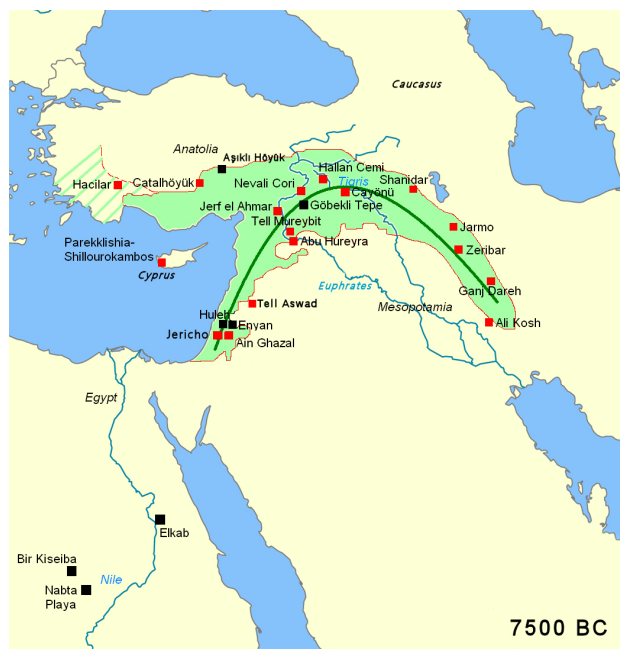 Caucasus
Anatolia
Aşıklı Höyük
Hallan Cemi
Hacilar
Catalhöyük
Nevali Cori
Tigris
Shanidar
Cayönü
Jerf el Ahmar
Göbekli Tepe
Tell Mureybit
Jarmo
Parekklishia-
Shillourokambos
Abu Hureyra
Zeribar
Cyprus
Euphrates
Ganj Dareh
Tell Aswad
Mesopotamia
Huleh
Enyan
Ali Kosh
Jericho
Ain Ghazal
Egypt
Elkab
Bir Kiseiba
Nile
Nabta
Playa
7500 BC